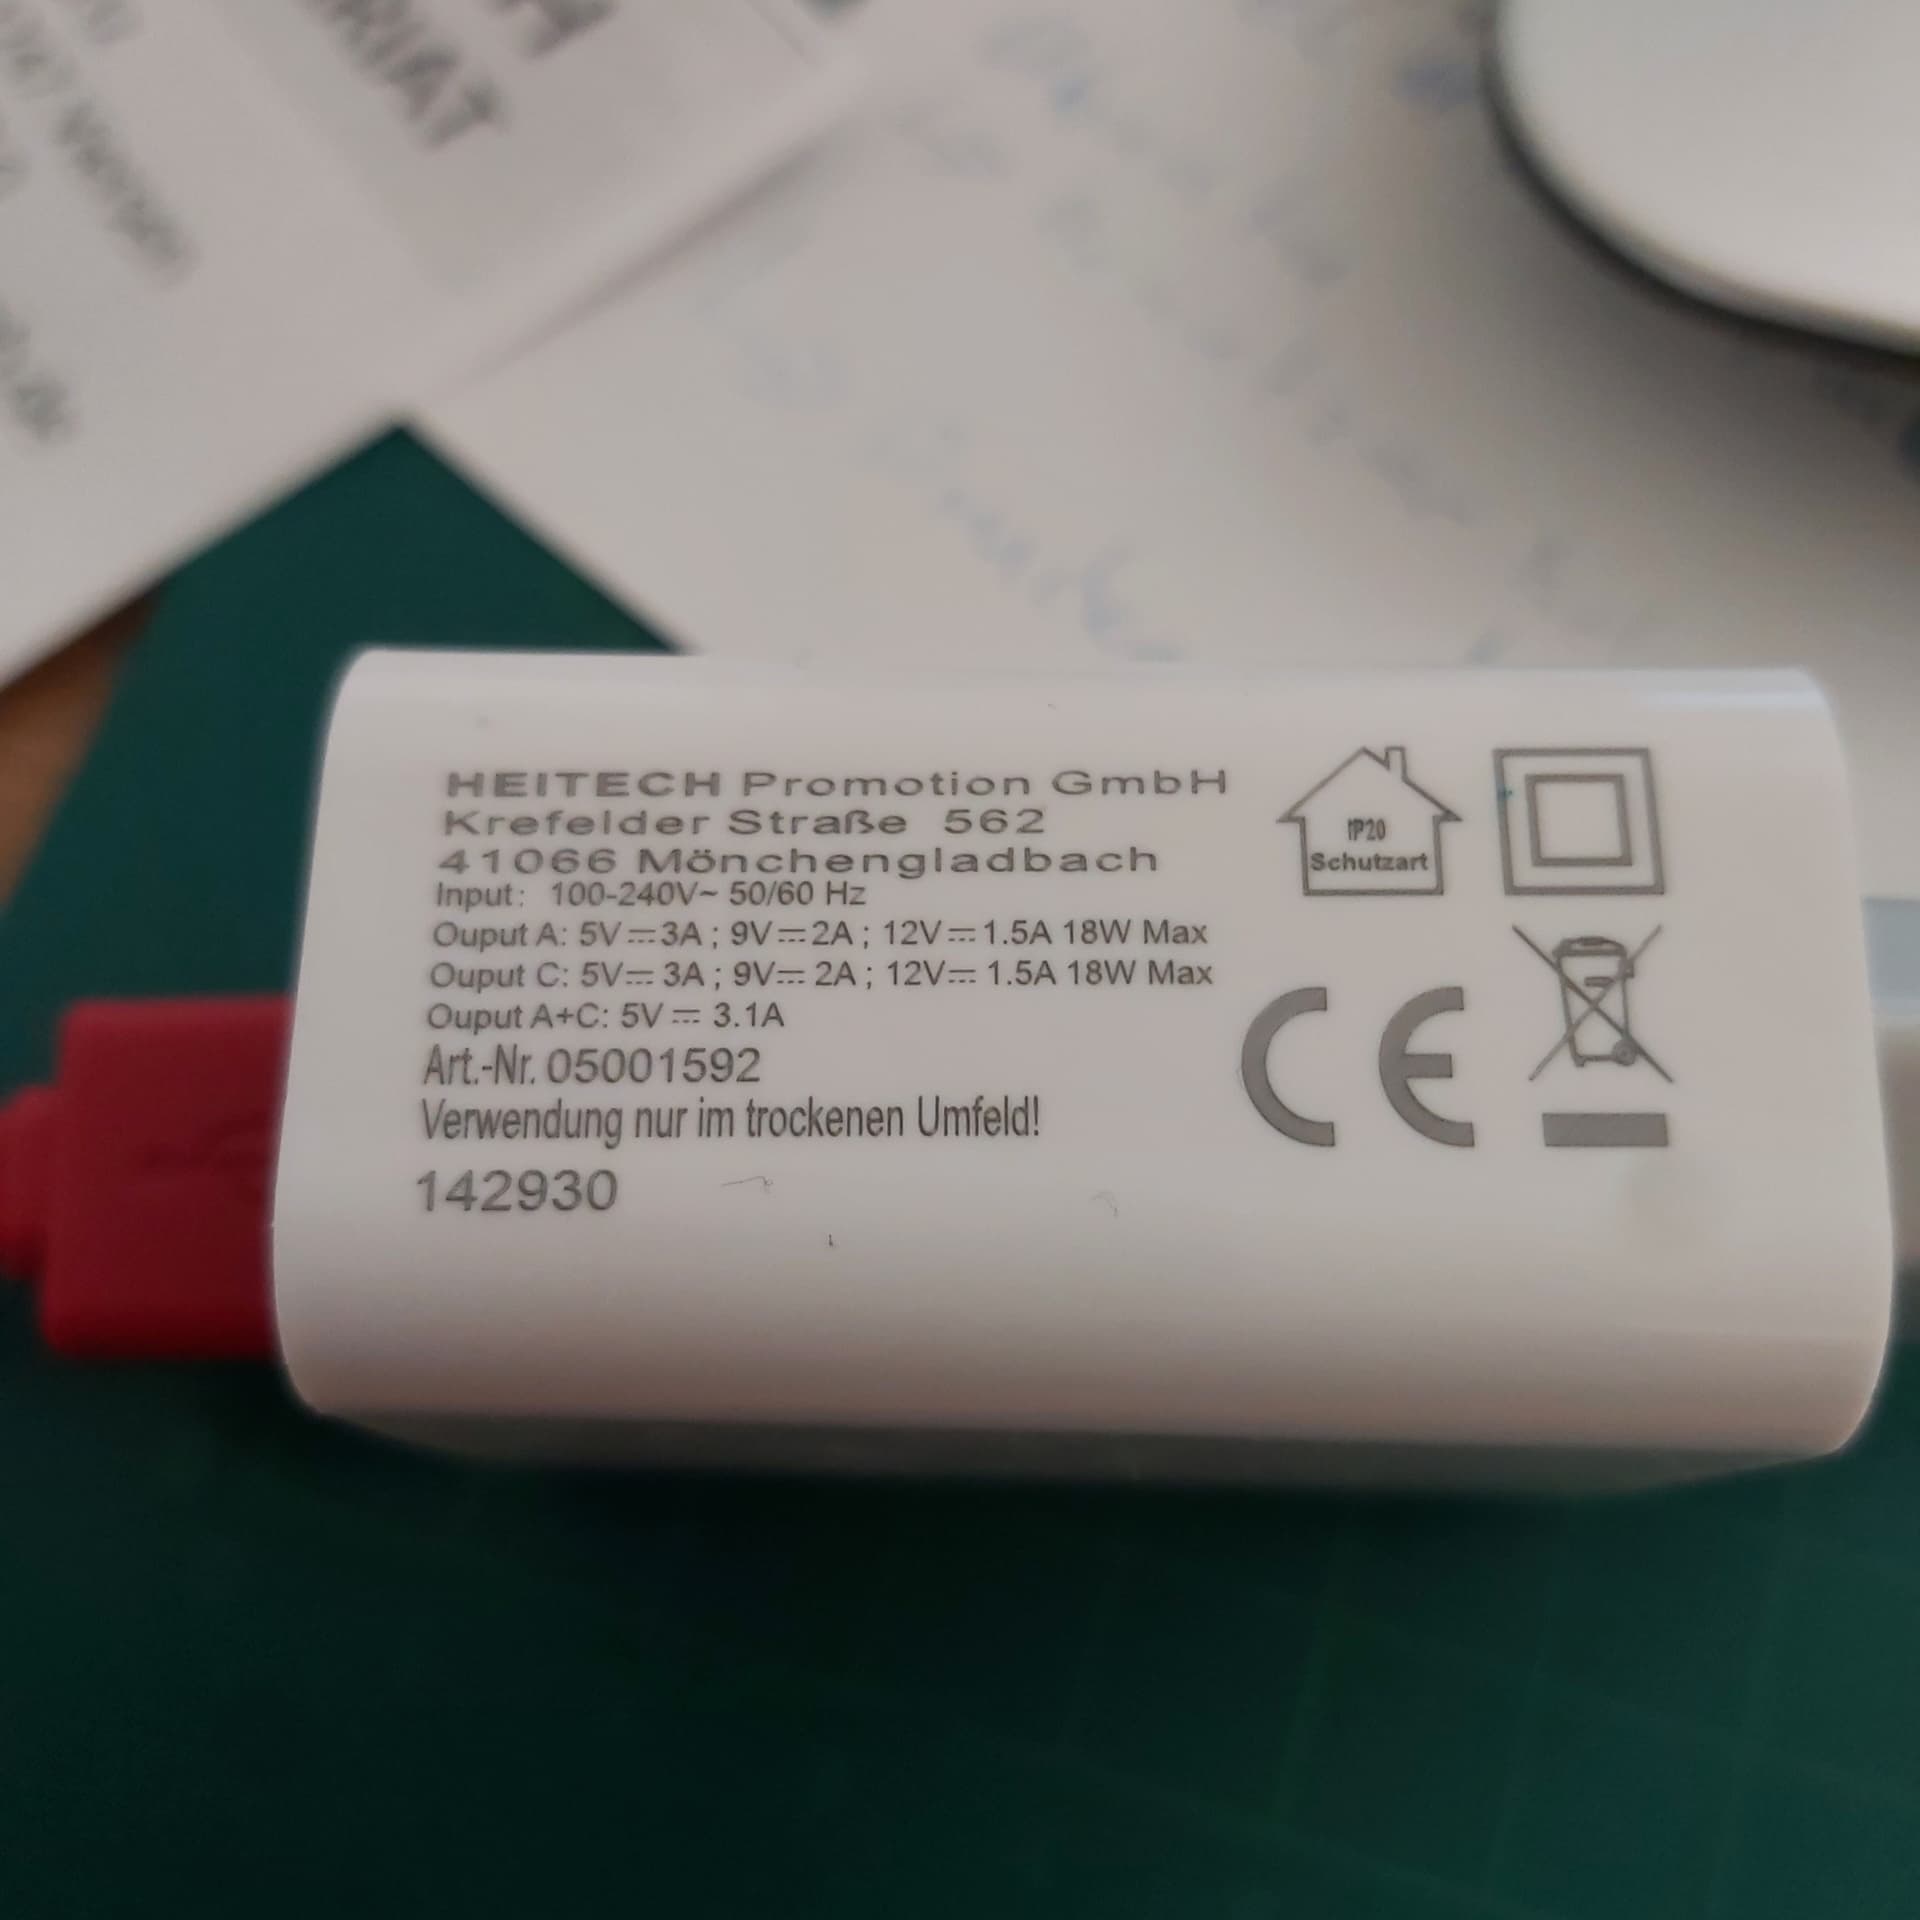 RIAT
HEITECH Promotion GmbH
Krefelder Straße 562
41066 Mönchengladbach
Input: 100-240V~ 50/60 Hz
Ouput A: 5V⎓3A ; 9V⎓2A ; 12V⎓1.5A 18W Max
Ouput C: 5V⎓ 3A ; 9V⎓ 2A ; 12V⎓ 1.5A 18W Max
Ouput A+C: 5V ⎓ 3.1A
Art.-Nr. 05001592
Verwendung nur im trockenen Umfeld!
142930
IP20
Schutzart
CE